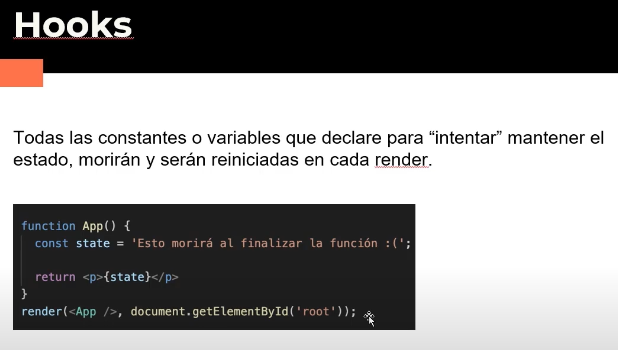 Hooks
Todas las constantes o variables que declare para “intentar” mantener el
estado, morirán y serán reiniciadas en cada render.
function App() {
const state = 'Esto morirá al finalizar la función :(';
return <p>{state}</p>
}
render(<App />, document.getElementById('root'));